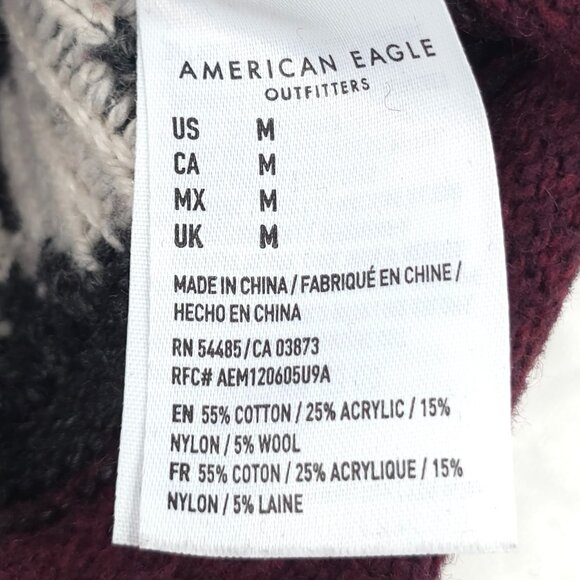 AMERICAN EAGLE
OUTFITTERS
US M
CA M
MX M
UK M
MADE IN CHINA / FABRIQUÉ EN CHINE /
HECHO EN CHINA
RN 54485/CA 03873
RFC# AEM120605U9A
EN 55% COTTON / 25% ACRYLIC / 15%
NYLON / 5% WOOL
FR 55% COTON / 25% ACRYLIQUE / 15%
NYLON / 5% LAINE